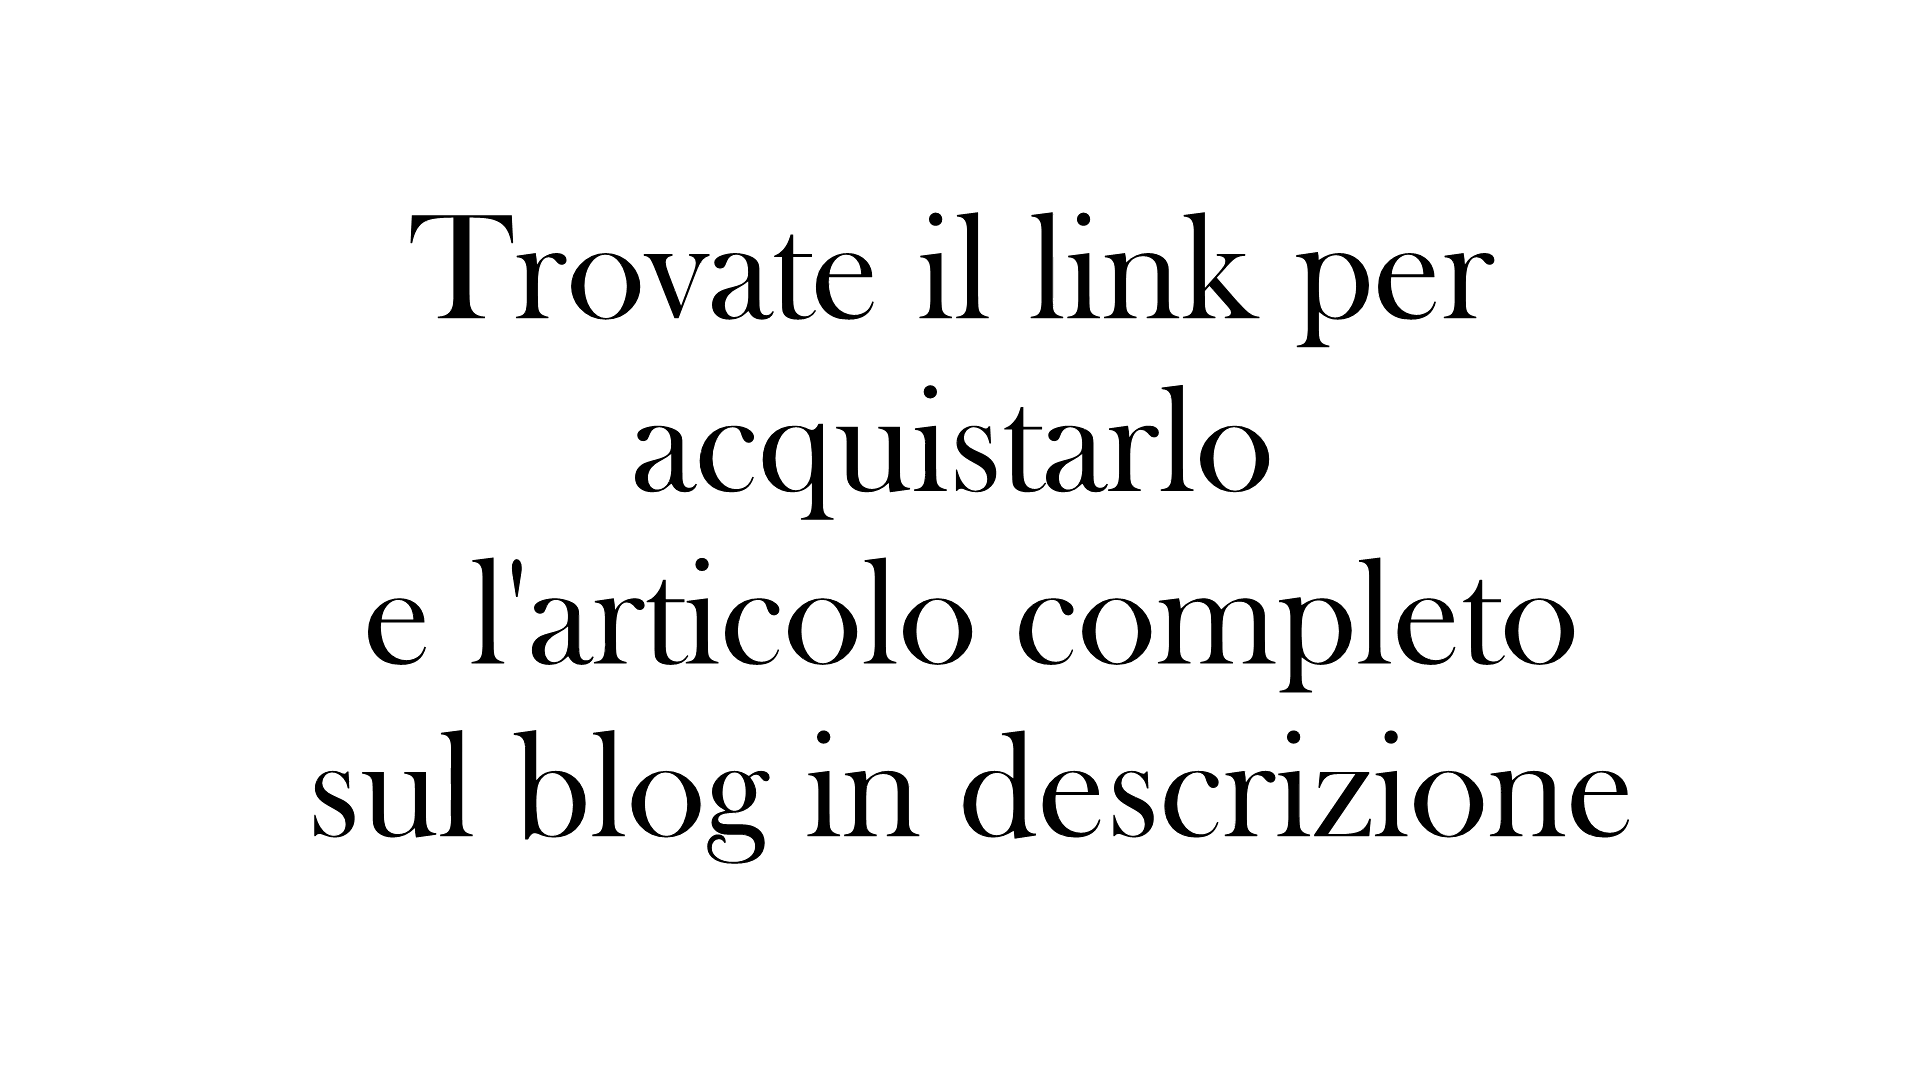 Trovate il link per
acquistarlo
e l'articolo completo
sul blog in descrizione